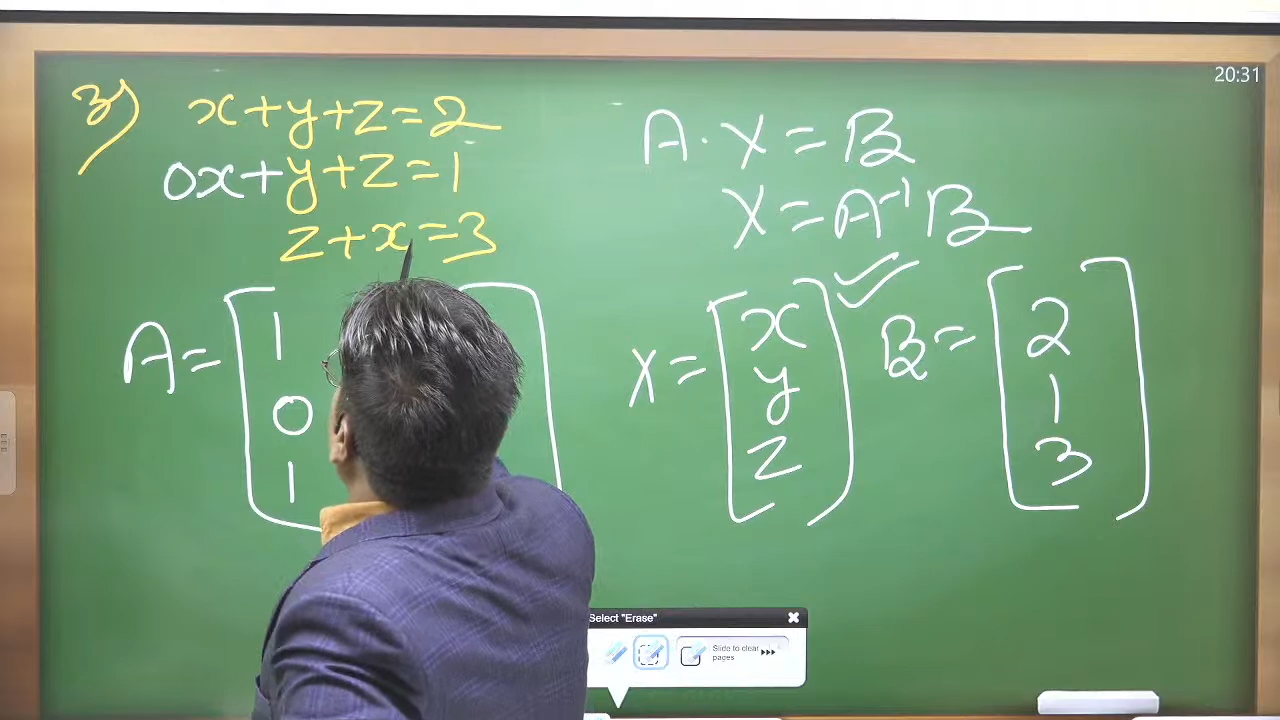 20:31
3) x+y+z=2
0x+y+z=1
z+x=3
A·X=B
X=A⁻¹B
A= [1
0
1]
X= [x
y
z]
B= [2
1
3]
Select "Erase"
Slide to clear
pages